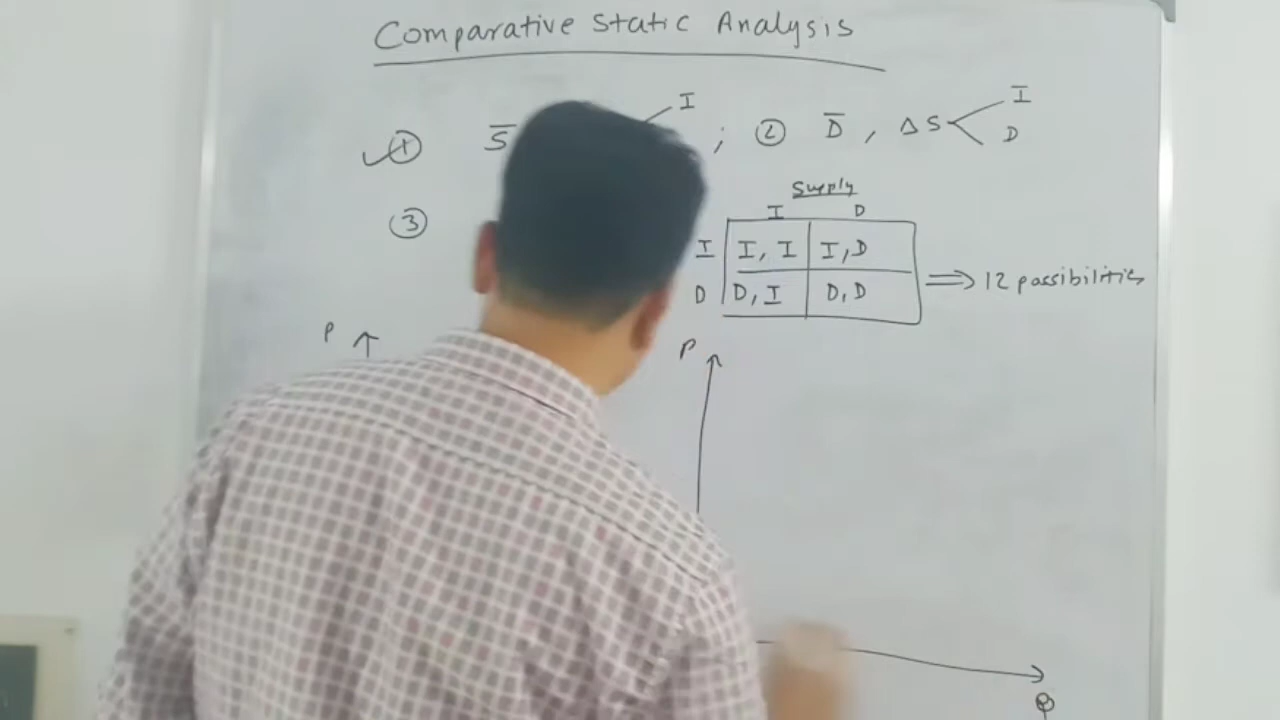 Comparative Static Analysis
① S̅ I ; ② D̅ , ΔS I
D
Supply
③ I D
I I, I I, D
D D, I D, D ⟹ 12 possibilities
P P
Q